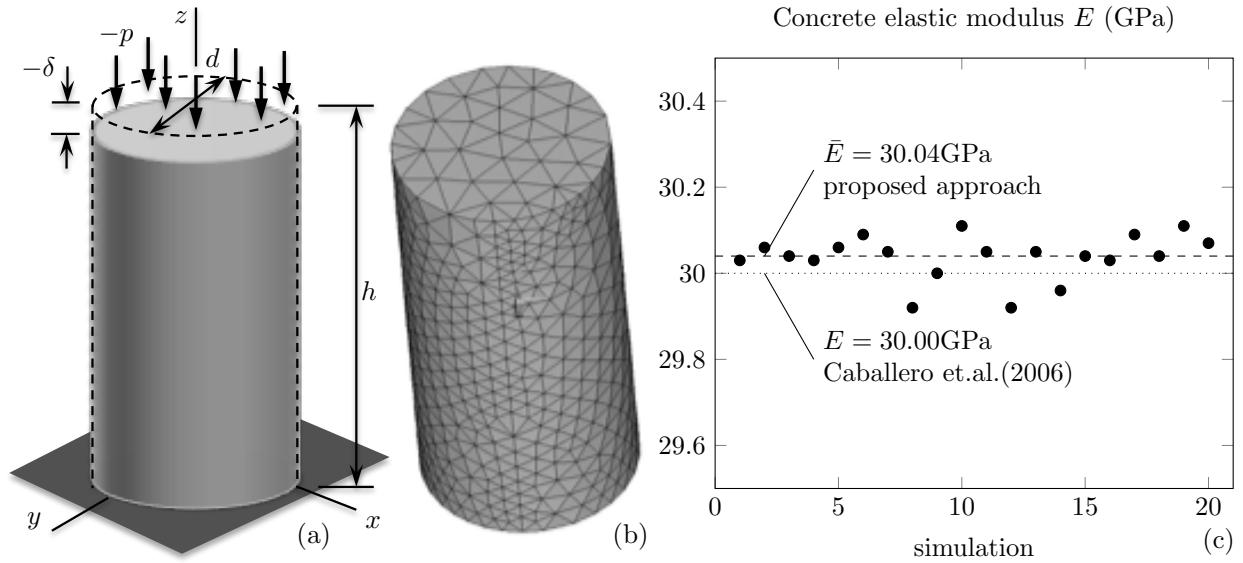 z
−p
−δ
d
h
y
x
(a)
(b)
Concrete elastic modulus E (GPa)
30.4
30.2
30
29.8
29.6
Ē = 30.04GPa
proposed approach
E = 30.00GPa
Caballero et.al.(2006)
0 5 10 15 20
simulation
(c)